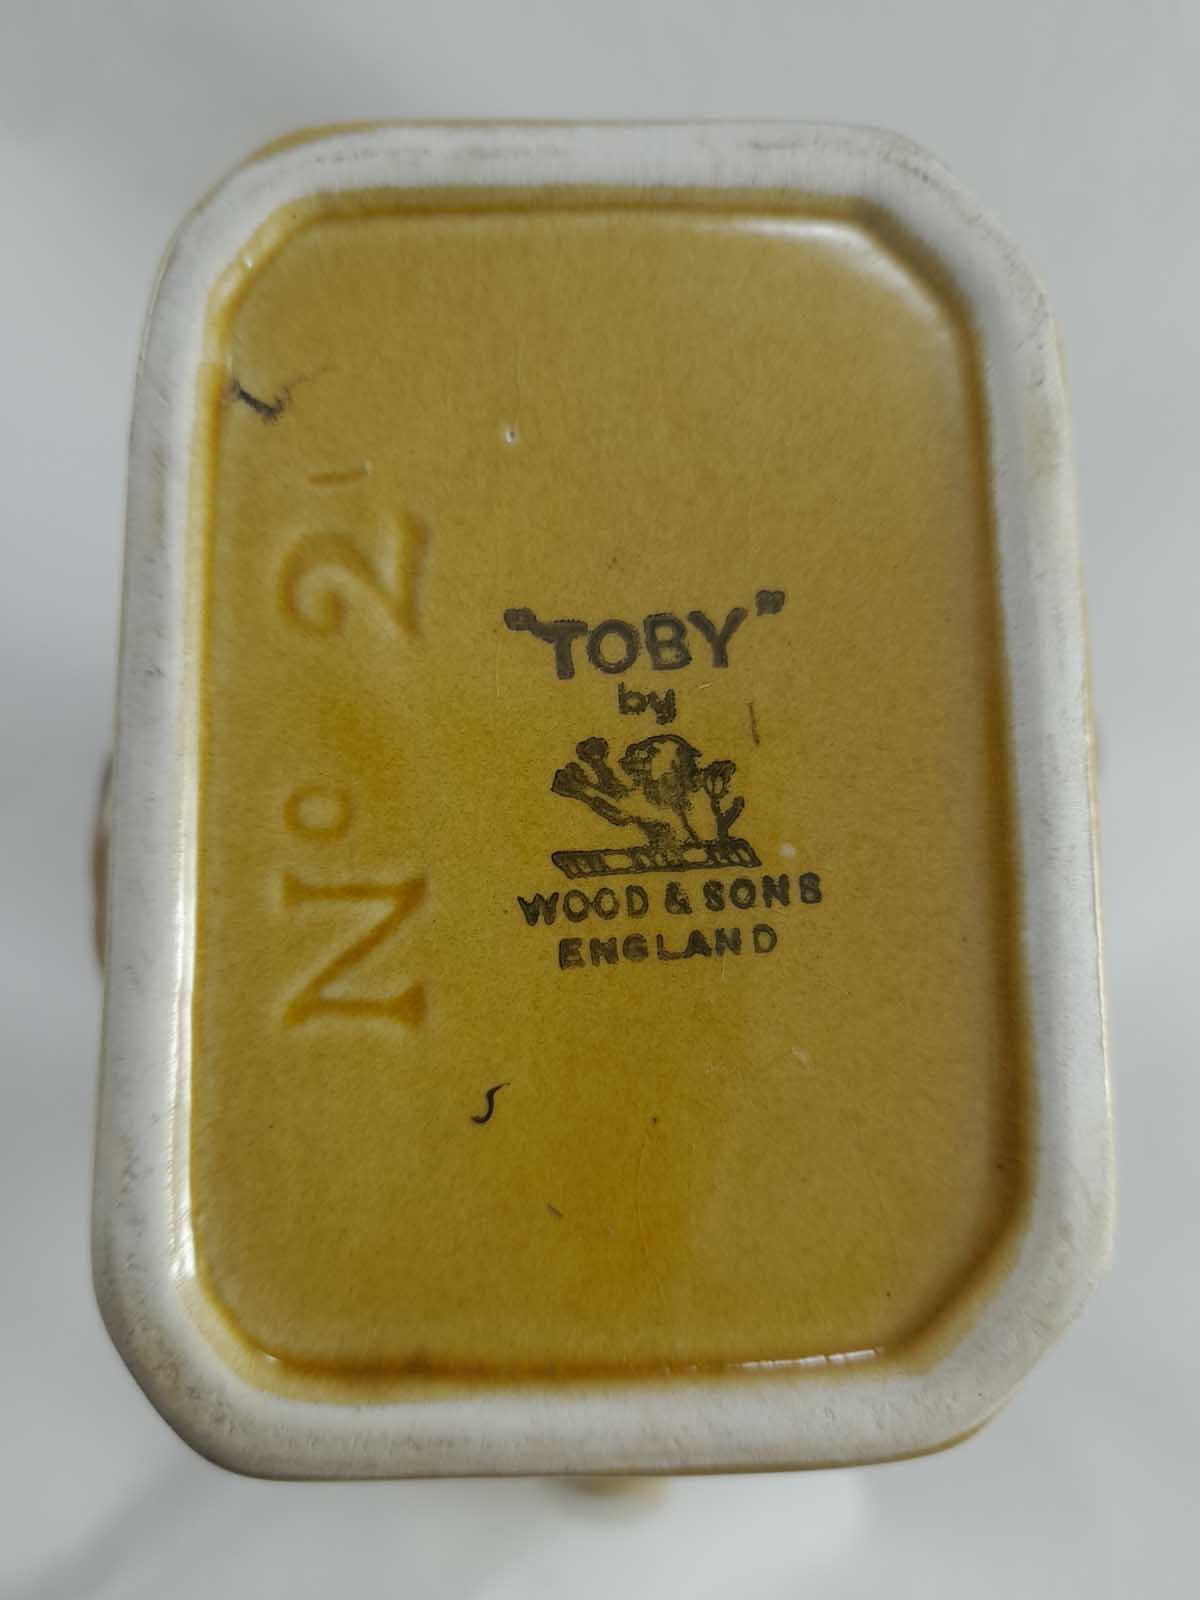 "TOBY"
by
WOOD & SONS
ENGLAND
No 2